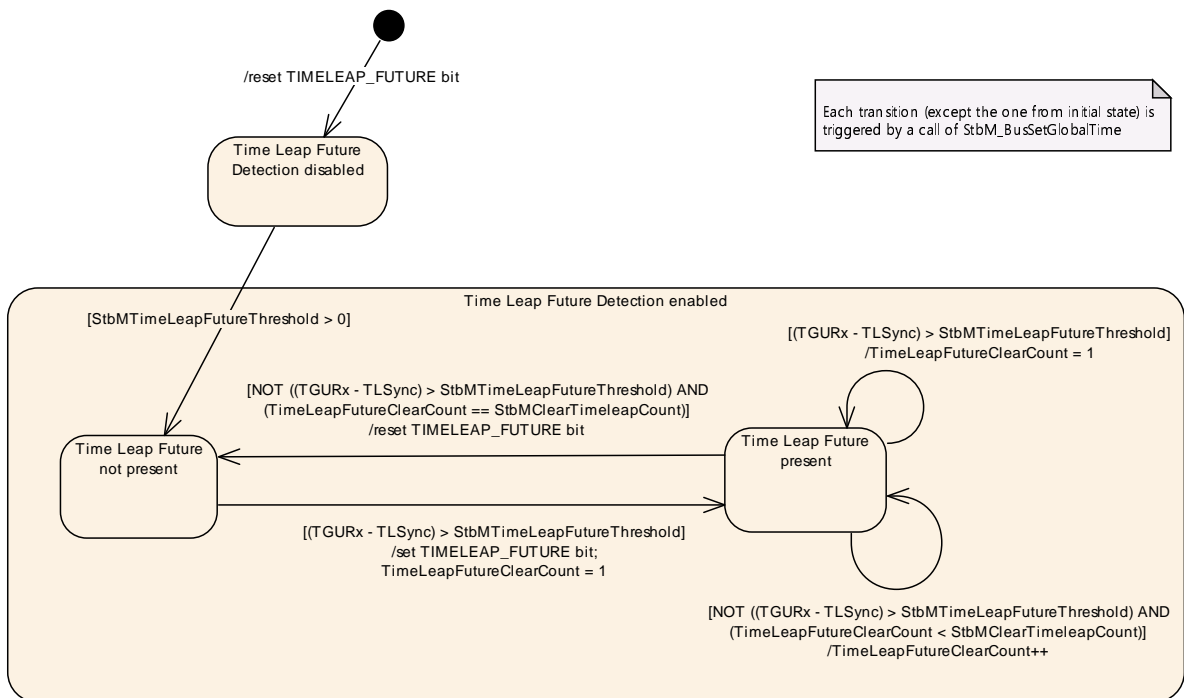 /reset TIMELEAP_FUTURE bit
Each transition (except the one from initial state) is
triggered by a call of StbM_BusSetGlobalTime
Time Leap Future
Detection disabled
Time Leap Future Detection enabled
[StbMTimeLeapFutureThreshold > 0]
[(TGURx - TLSync) > StbMTimeLeapFutureThreshold]
/TimeLeapFutureClearCount = 1
[NOT ((TGURx - TLSync) > StbMTimeLeapFutureThreshold) AND
(TimeLeapFutureClearCount == StbMClearTimeleapCount)]
/reset TIMELEAP_FUTURE bit
Time Leap Future
not present
Time Leap Future
present
[(TGURx - TLSync) > StbMTimeLeapFutureThreshold]
/set TIMELEAP_FUTURE bit;
TimeLeapFutureClearCount = 1
[NOT ((TGURx - TLSync) > StbMTimeLeapFutureThreshold) AND
(TimeLeapFutureClearCount < StbMClearTimeleapCount)]
/TimeLeapFutureClearCount++